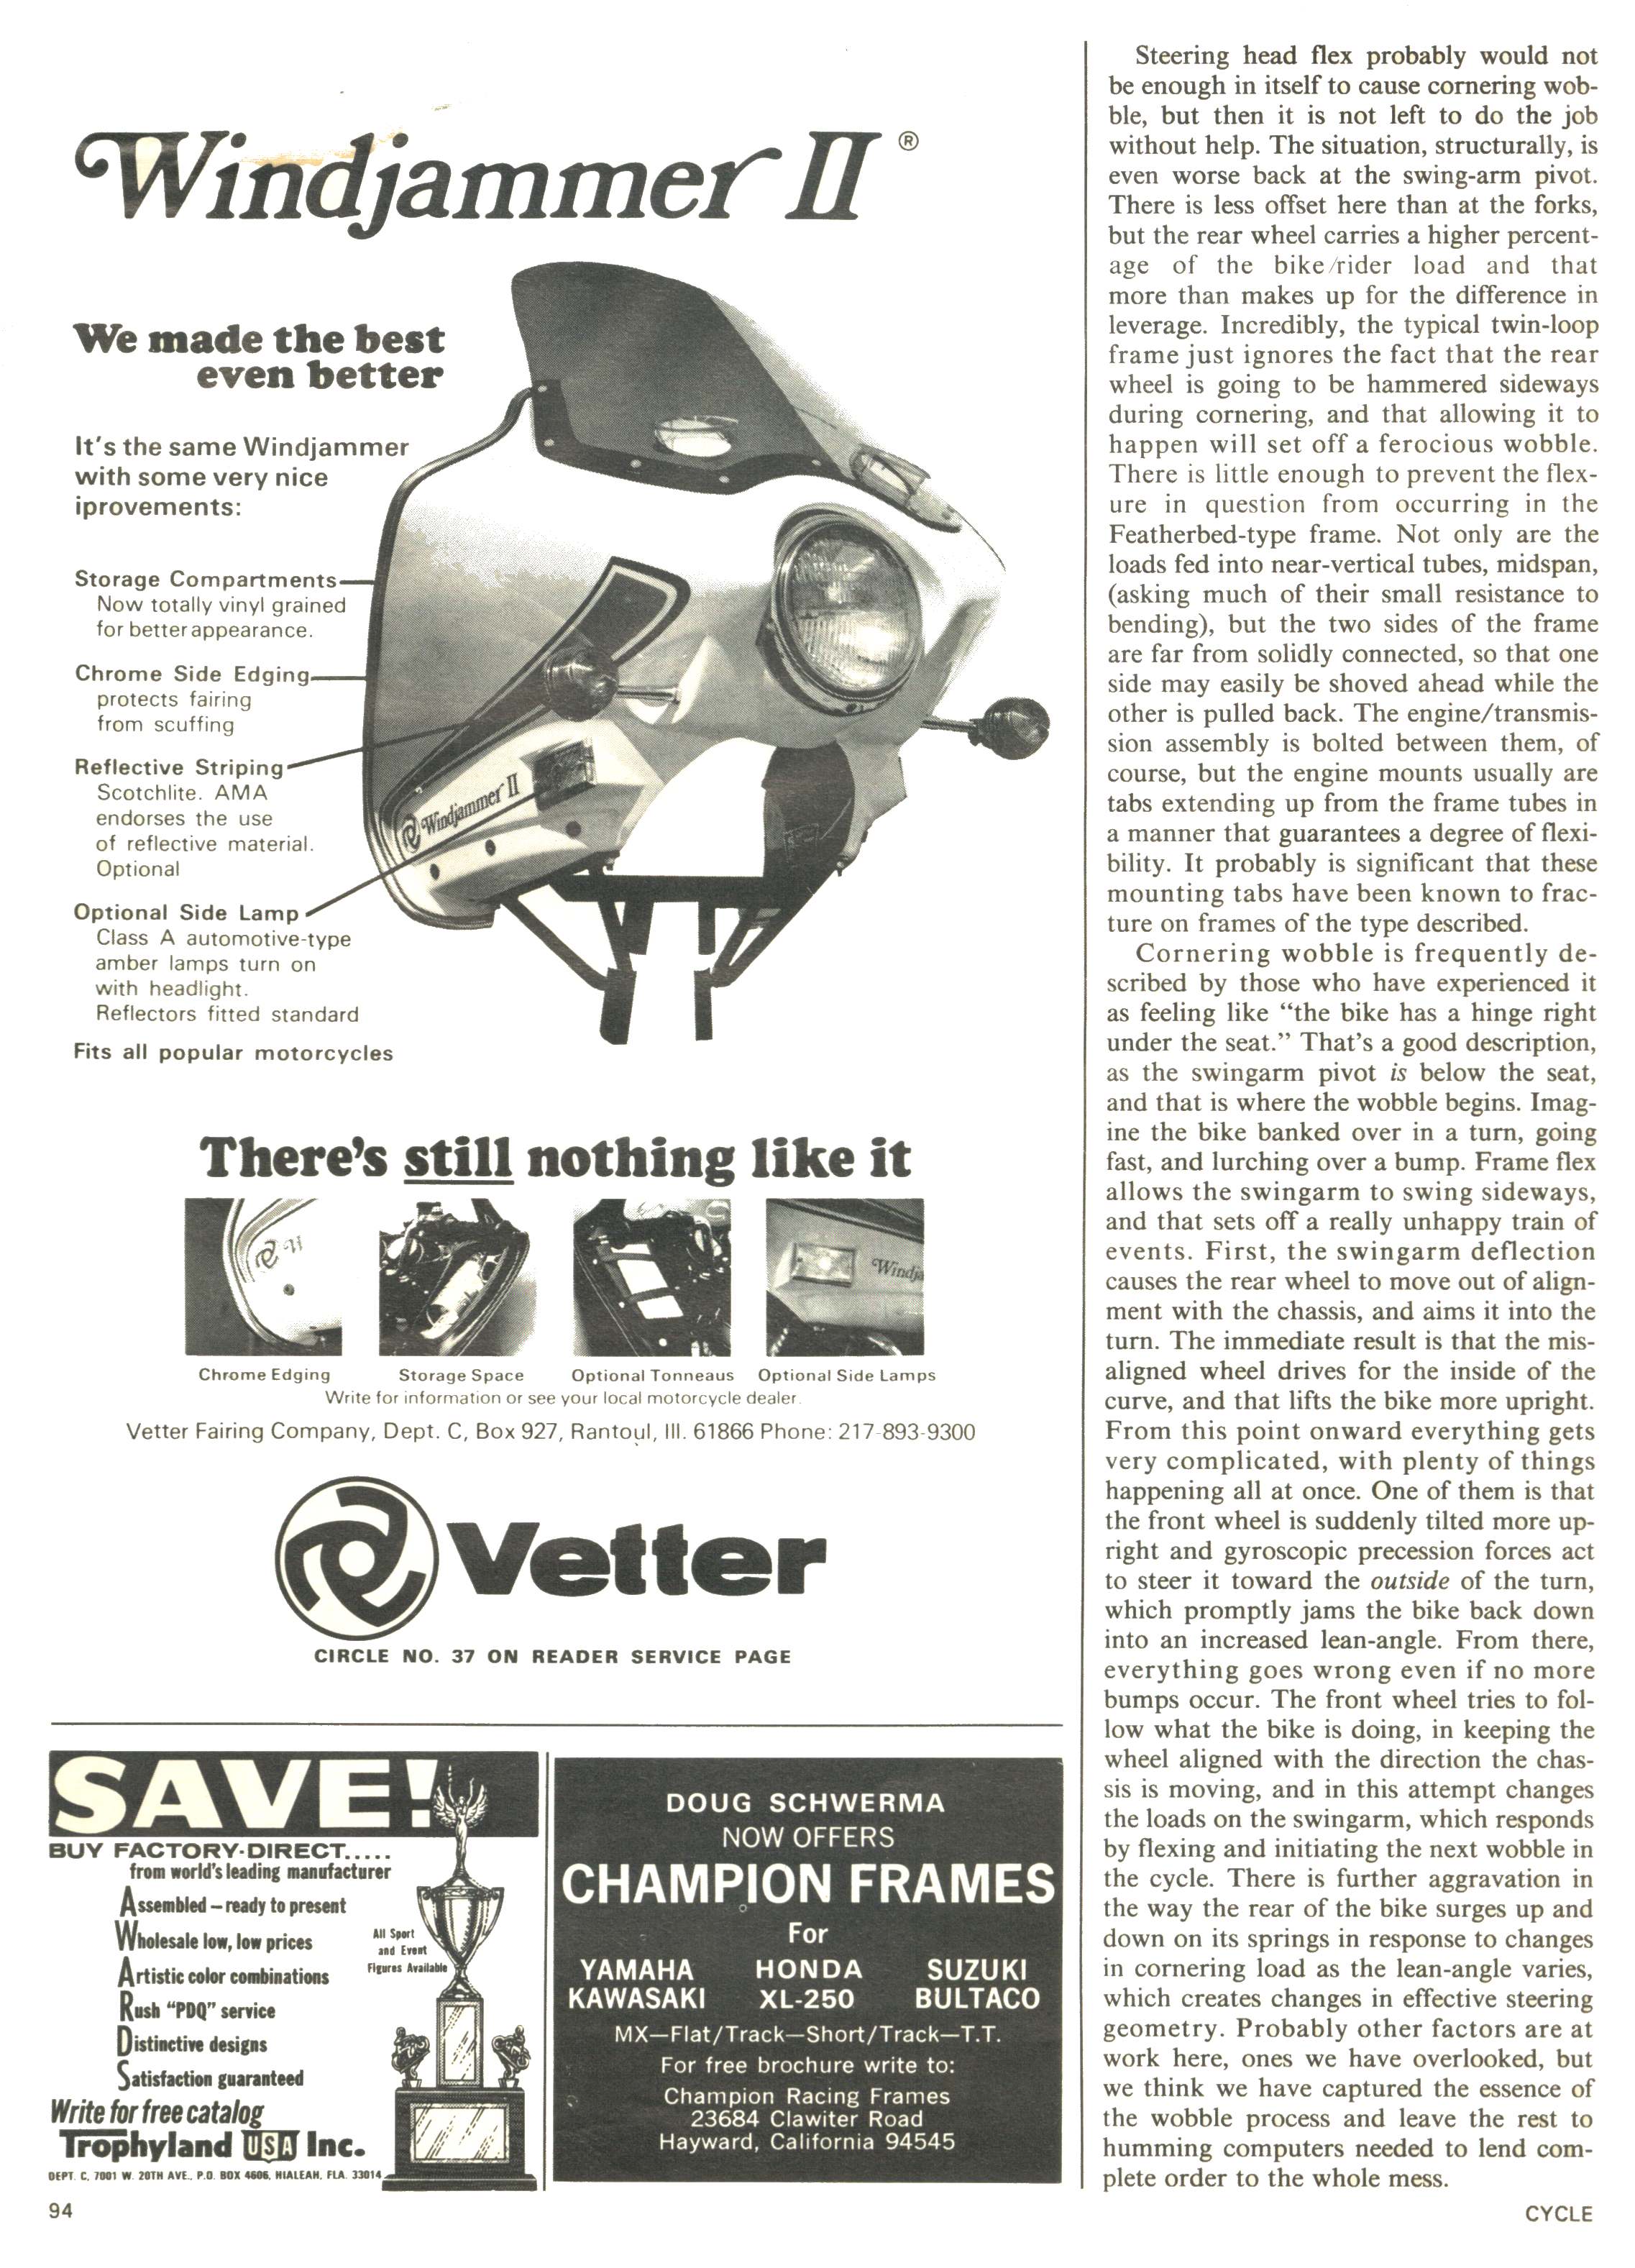 Windjammer II ®
We made the best
even better
It's the same Windjammer
with some very nice
iprovements:
Storage Compartments
Now totally vinyl grained
for better appearance.
Chrome Side Edging
protects fairing
from scuffing
Reflective Striping
Scotchlite. AMA
endorses the use
of reflective material.
Optional
Optional Side Lamp
Class A automotive-type
amber lamps turn on
with headlight.
Reflectors fitted standard
Fits all popular motorcycles
Windjammer II
There's still nothing like it
Windja
Chrome Edging
Storage Space
Optional Tonneaus
Optional Side Lamps
Write for information or see your local motorcycle dealer.
Vetter Fairing Company, Dept. C, Box 927, Rantoul, Ill. 61866 Phone: 217-893-9300
Vetter
CIRCLE NO. 37 ON READER SERVICE PAGE
SAVE!
BUY FACTORY-DIRECT.....
from world's leading manufacturer
Assembled – ready to present
Wholesale low, low prices
Artistic color combinations
Rush "PDQ" service
Distinctive designs
Satisfaction guaranteed
All Sport
and Event
Figures Available
Write for free catalog
Trophyland USA Inc.
DEPT. C, 7001 W. 20TH AVE., P.O. BOX 4606, HIALEAH, FLA. 33014
DOUG SCHWERMA
NOW OFFERS
CHAMPION FRAMES
For
YAMAHA HONDA SUZUKI
KAWASAKI XL-250 BULTACO
MX—Flat/Track—Short/Track—T.T.
For free brochure write to:
Champion Racing Frames
23684 Clawiter Road
Hayward, California 94545
Steering head flex probably would not
be enough in itself to cause cornering wob-
ble, but then it is not left to do the job
without help. The situation, structurally, is
even worse back at the swing-arm pivot.
There is less offset here than at the forks,
but the rear wheel carries a higher percent-
age of the bike/rider load and that
more than makes up for the difference in
leverage. Incredibly, the typical twin-loop
frame just ignores the fact that the rear
wheel is going to be hammered sideways
during cornering, and that allowing it to
happen will set off a ferocious wobble.
There is little enough to prevent the flex-
ure in question from occurring in the
Featherbed-type frame. Not only are the
loads fed into near-vertical tubes, midspan,
(asking much of their small resistance to
bending), but the two sides of the frame
are far from solidly connected, so that one
side may easily be shoved ahead while the
other is pulled back. The engine/transmis-
sion assembly is bolted between them, of
course, but the engine mounts usually are
tabs extending up from the frame tubes in
a manner that guarantees a degree of flexi-
bility. It probably is significant that these
mounting tabs have been known to frac-
ture on frames of the type described.
Cornering wobble is frequently de-
scribed by those who have experienced it
as feeling like “the bike has a hinge right
under the seat.” That's a good description,
as the swingarm pivot is below the seat,
and that is where the wobble begins. Imag-
ine the bike banked over in a turn, going
fast, and lurching over a bump. Frame flex
allows the swingarm to swing sideways,
and that sets off a really unhappy train of
events. First, the swingarm deflection
causes the rear wheel to move out of align-
ment with the chassis, and aims it into the
turn. The immediate result is that the mis-
aligned wheel drives for the inside of the
curve, and that lifts the bike more upright.
From this point onward everything gets
very complicated, with plenty of things
happening all at once. One of them is that
the front wheel is suddenly tilted more up-
right and gyroscopic precession forces act
to steer it toward the outside of the turn,
which promptly jams the bike back down
into an increased lean-angle. From there,
everything goes wrong even if no more
bumps occur. The front wheel tries to fol-
low what the bike is doing, in keeping the
wheel aligned with the direction the chas-
sis is moving, and in this attempt changes
the loads on the swingarm, which responds
by flexing and initiating the next wobble in
the cycle. There is further aggravation in
the way the rear of the bike surges up and
down on its springs in response to changes
in cornering load as the lean-angle varies,
which creates changes in effective steering
geometry. Probably other factors are at
work here, ones we have overlooked, but
we think we have captured the essence of
the wobble process and leave the rest to
humming computers needed to lend com-
plete order to the whole mess.
94
CYCLE